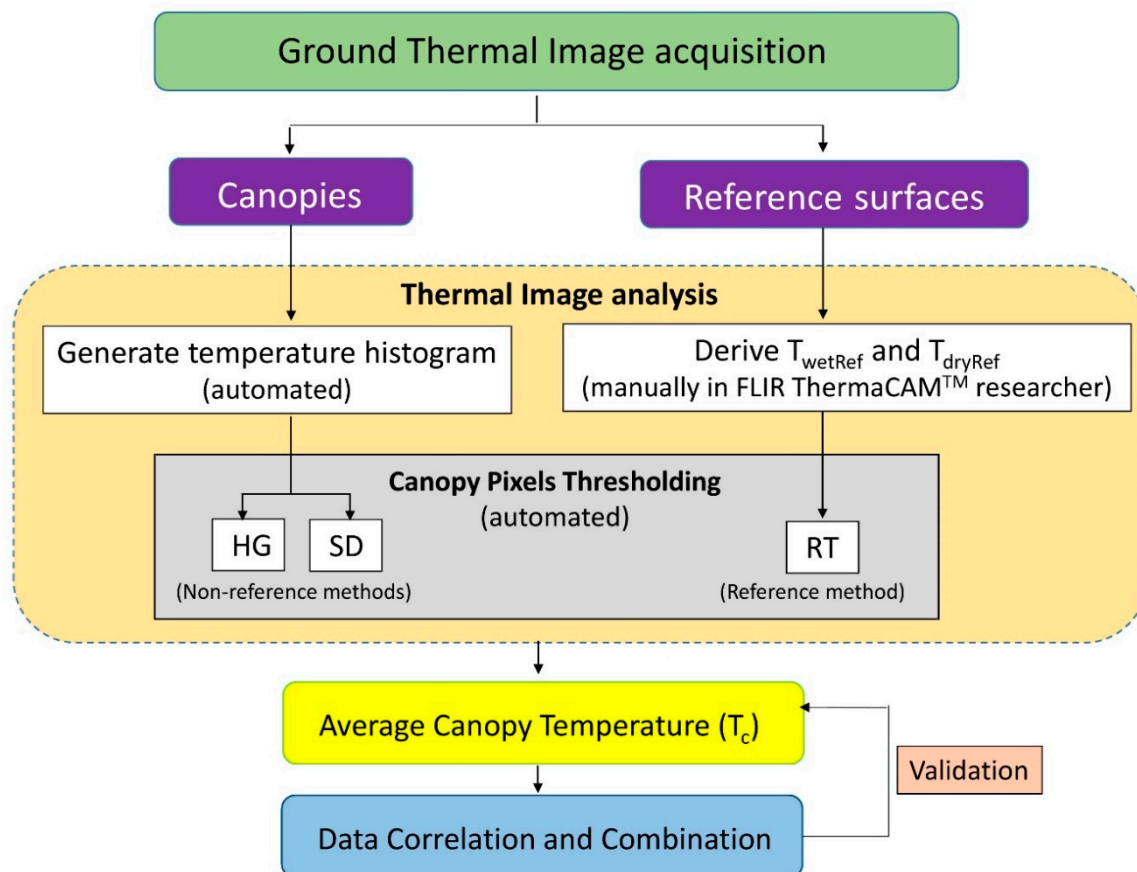 Ground Thermal Image acquisition
Canopies
Reference surfaces
Thermal Image analysis
Generate temperature histogram
(automated)
Derive TwetRef and TdryRef
(manually in FLIR ThermaCAM™ researcher)
Canopy Pixels Thresholding
(automated)
HG
SD
(Non-reference methods)
RT
(Reference method)
Average Canopy Temperature (Tc)
Validation
Data Correlation and Combination